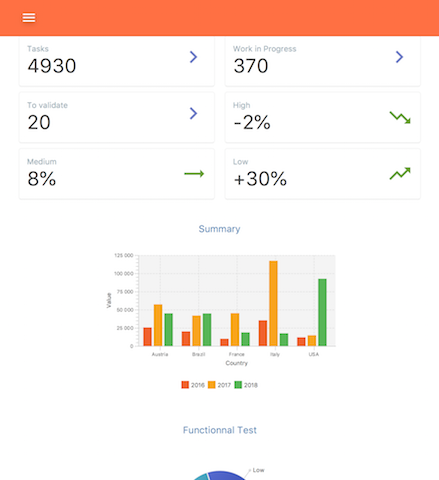 Tasks
4930
Work in Progress
370
To validate
20
High
-2%
Medium
8%
Low
+30%
Summary
125 000
100 000
75 000
50 000
25 000
0
Value
Austria
Brazil
France
Italy
USA
Country
2016
2017
2018
Functionnal Test
Low